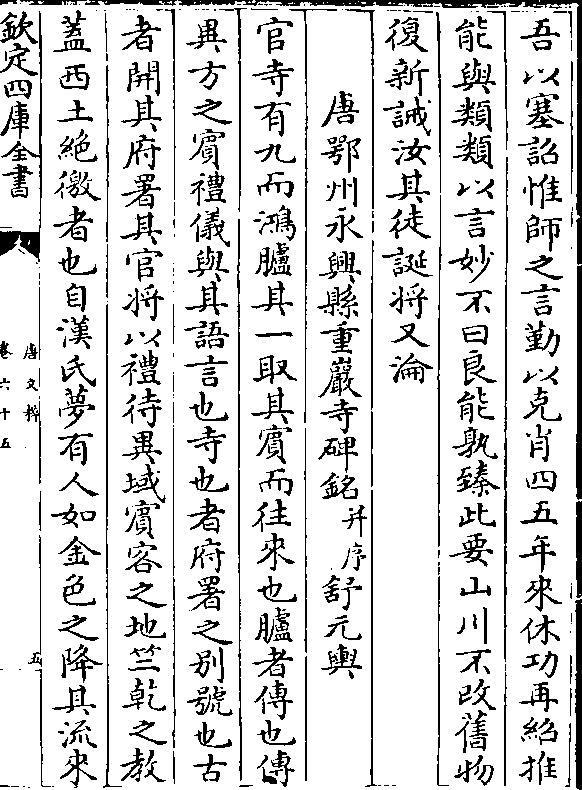 吾以塞詔惟師之言勤以克肖四五年來休功再紹推
能與類類以言妙不曰良能孰臻此要山川不改舊物
復新誡汝其徒誕將又淪
唐鄂州永興縣重巖寺碑銘并序 舒元輿
官寺有九而鴻臚其一取其賓而往來也臚者傳也傳
異方之賓禮儀與其語言也寺也者府署之别號也古
者開其府署其官将以禮待異域賓客之地竺乾之教
蓋西土絶徼者也自漢氏夢有人如金色之降其流來
欽定四庫全書
唐文粹
卷六十五
五